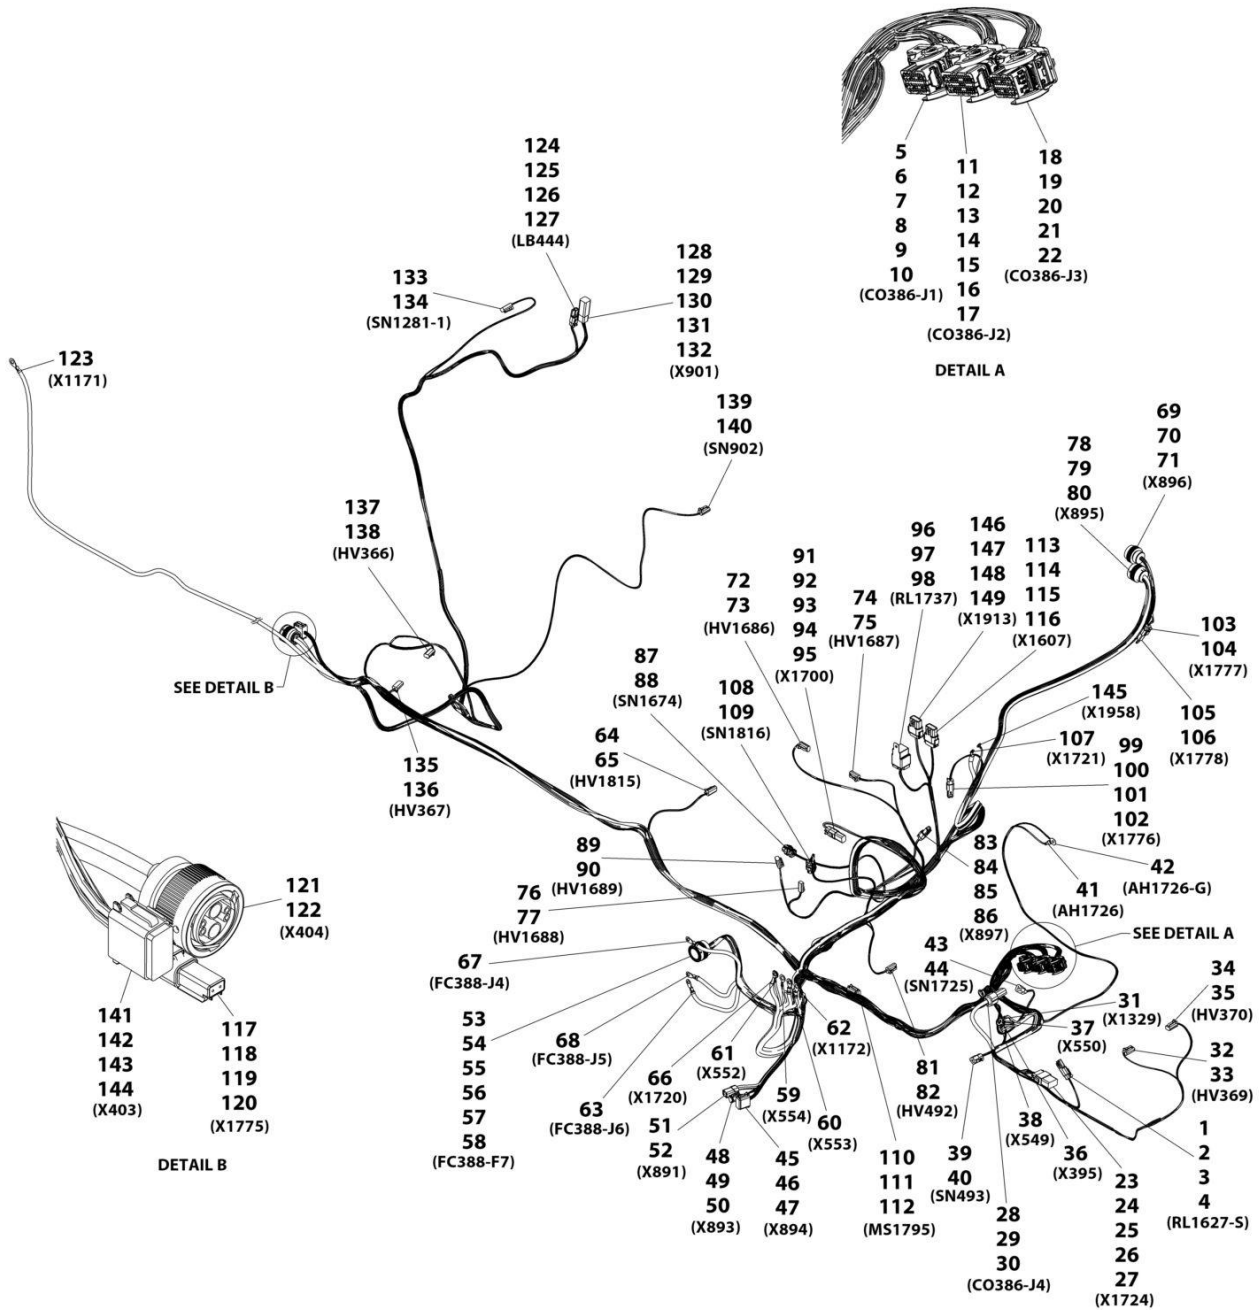 5
6
7
8
9
10
(CO386-J1)
11
12
13
14
15
16
17
(CO386-J2)
18
19
20
21
22
(CO386-J3)
DETAIL A
124
125
126
127
(LB444)
133
134
(SN1281-1)
128
129
130
131
132
(X901)
123
(X1171)
139
140
(SN902)
69
70
71
(X896)
78
79
80
(X895)
137
138
(HV366)
72
73
(HV1686)
91
92
93
94
95
(X1700)
74
75
(HV1687)
96
97
98
(RL1737)
146
147
148
149
(X1913)
113
114
115
116
(X1607)
103
104
(X1777)
SEE DETAIL B
87
88
(SN1674)
108
109
(SN1816)
145
(X1958)
105
106
(X1778)
107
(X1721)
99
100
101
102
(X1776)
64
65
(HV1815)
135
136
(HV367)
89
90
(HV1689)
76
77
(HV1688)
83
84
85
86
(X897)
42
(AH1726-G)
41
(AH1726)
121
122
(X404)
67
(FC388-J4)
43
44
(SN1725)
SEE DETAIL A
34
35
(HV370)
31
(X1329)
37
(X550)
32
33
(HV369)
141
142
143
144
(X403)
117
118
119
120
(X1775)
DETAIL B
53
54
55
56
57
58
(FC388-F7)
68
(FC388-J5)
61
(X552)
62
(X1172)
81
82
(HV492)
66
(X1720)
59
(X554)
60
(X553)
63
(FC388-J6)
51
52
(X891)
48
49
50
(X893)
45
46
47
(X894)
110
111
112
(MS1795)
39
40
(SN493)
38
(X549)
36
(X395)
28
29
30
(CO386-J4)
23
24
25
26
27
(X1724)
1
2
3
4
(RL1627-S)